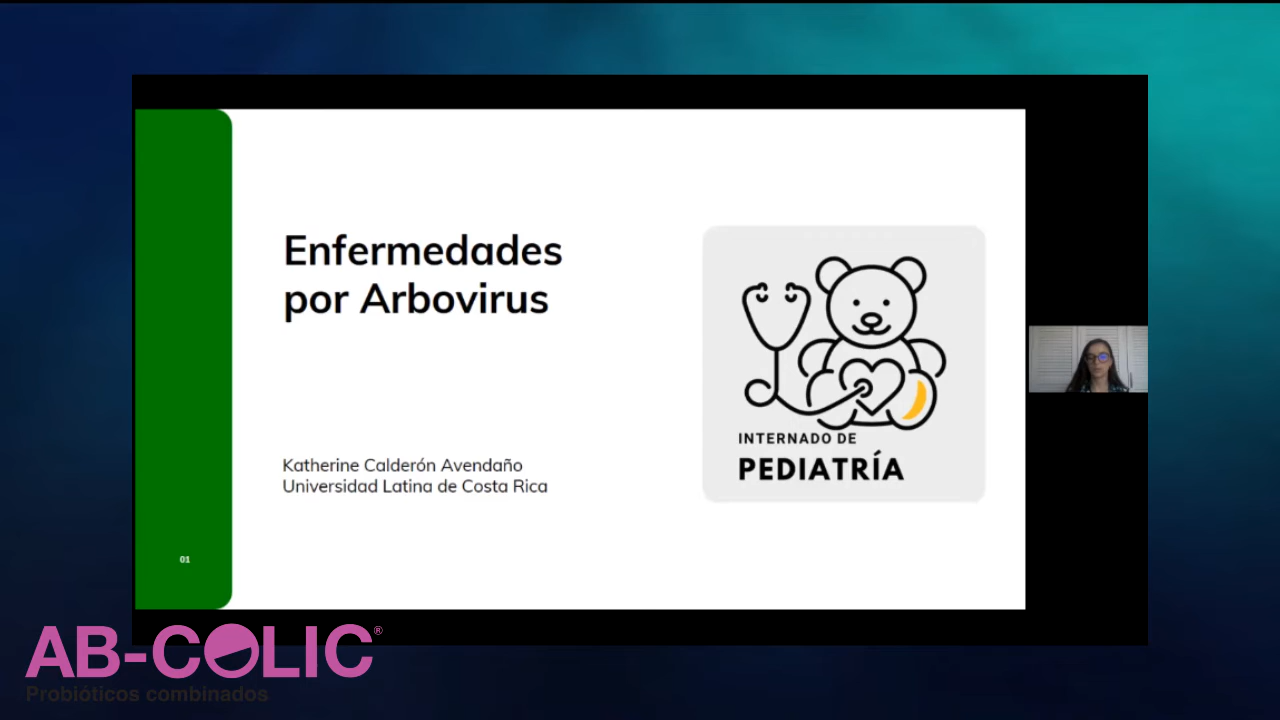 Enfermedades
por Arbovirus
Katherine Calderón Avendaño
Universidad Latina de Costa Rica
INTERNADO DE
PEDIATRÍA
01
AB-COLIC®
Probióticos combinados